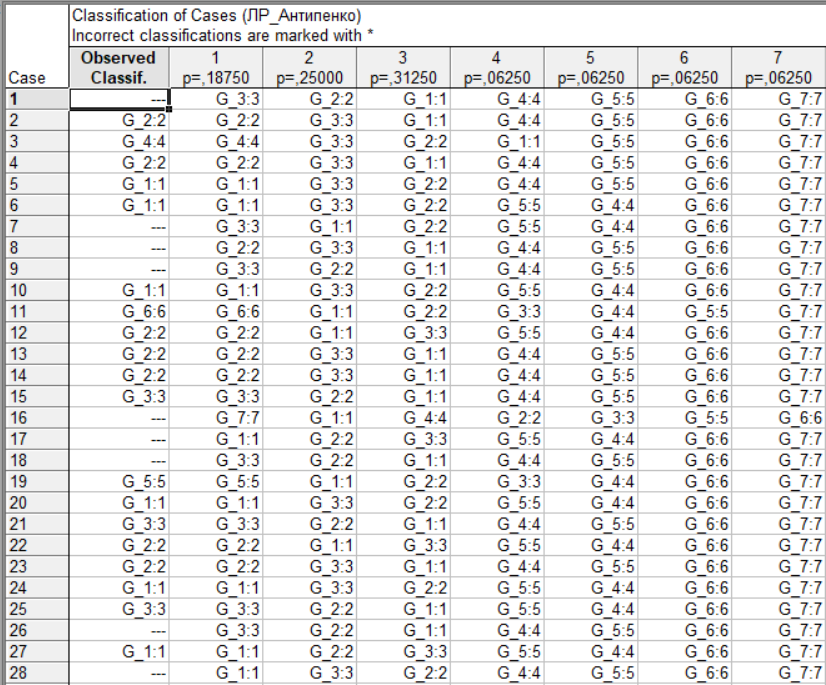 Classification of Cases (ЛР_Антипенко)
Incorrect classifications are marked with *
Observed 1 2 3 4 5 6 7
Case Classif. p=,18750 p=,25000 p=,31250 p=,06250 p=,06250 p=,06250 p=,06250
1 --- G_3:3 G_2:2 G_1:1 G_4:4 G_5:5 G_6:6 G_7:7
2 G_2:2 G_2:2 G_3:3 G_1:1 G_4:4 G_5:5 G_6:6 G_7:7
3 G_4:4 G_4:4 G_3:3 G_2:2 G_1:1 G_5:5 G_6:6 G_7:7
4 G_2:2 G_2:2 G_3:3 G_1:1 G_4:4 G_5:5 G_6:6 G_7:7
5 G_1:1 G_1:1 G_3:3 G_2:2 G_4:4 G_5:5 G_6:6 G_7:7
6 G_1:1 G_1:1 G_3:3 G_2:2 G_5:5 G_4:4 G_6:6 G_7:7
7 --- G_3:3 G_1:1 G_2:2 G_5:5 G_4:4 G_6:6 G_7:7
8 --- G_2:2 G_3:3 G_1:1 G_4:4 G_5:5 G_6:6 G_7:7
9 --- G_3:3 G_2:2 G_1:1 G_4:4 G_5:5 G_6:6 G_7:7
10 G_1:1 G_1:1 G_3:3 G_2:2 G_5:5 G_4:4 G_6:6 G_7:7
11 G_6:6 G_6:6 G_1:1 G_2:2 G_3:3 G_4:4 G_5:5 G_7:7
12 G_2:2 G_2:2 G_1:1 G_3:3 G_5:5 G_4:4 G_6:6 G_7:7
13 G_2:2 G_2:2 G_3:3 G_1:1 G_4:4 G_5:5 G_6:6 G_7:7
14 G_2:2 G_2:2 G_3:3 G_1:1 G_4:4 G_5:5 G_6:6 G_7:7
15 G_3:3 G_3:3 G_2:2 G_1:1 G_4:4 G_5:5 G_6:6 G_7:7
16 --- G_7:7 G_1:1 G_4:4 G_2:2 G_3:3 G_5:5 G_6:6
17 --- G_1:1 G_2:2 G_3:3 G_5:5 G_4:4 G_6:6 G_7:7
18 --- G_3:3 G_2:2 G_1:1 G_4:4 G_5:5 G_6:6 G_7:7
19 G_5:5 G_5:5 G_1:1 G_2:2 G_3:3 G_4:4 G_6:6 G_7:7
20 G_1:1 G_1:1 G_3:3 G_2:2 G_5:5 G_4:4 G_6:6 G_7:7
21 G_3:3 G_3:3 G_2:2 G_1:1 G_4:4 G_5:5 G_6:6 G_7:7
22 G_2:2 G_2:2 G_1:1 G_3:3 G_5:5 G_4:4 G_6:6 G_7:7
23 G_2:2 G_2:2 G_3:3 G_1:1 G_4:4 G_5:5 G_6:6 G_7:7
24 G_1:1 G_1:1 G_3:3 G_2:2 G_5:5 G_4:4 G_6:6 G_7:7
25 G_3:3 G_3:3 G_2:2 G_1:1 G_5:5 G_4:4 G_6:6 G_7:7
26 --- G_3:3 G_2:2 G_1:1 G_4:4 G_5:5 G_6:6 G_7:7
27 G_1:1 G_1:1 G_2:2 G_3:3 G_5:5 G_4:4 G_6:6 G_7:7
28 --- G_1:1 G_3:3 G_2:2 G_4:4 G_5:5 G_6:6 G_7:7